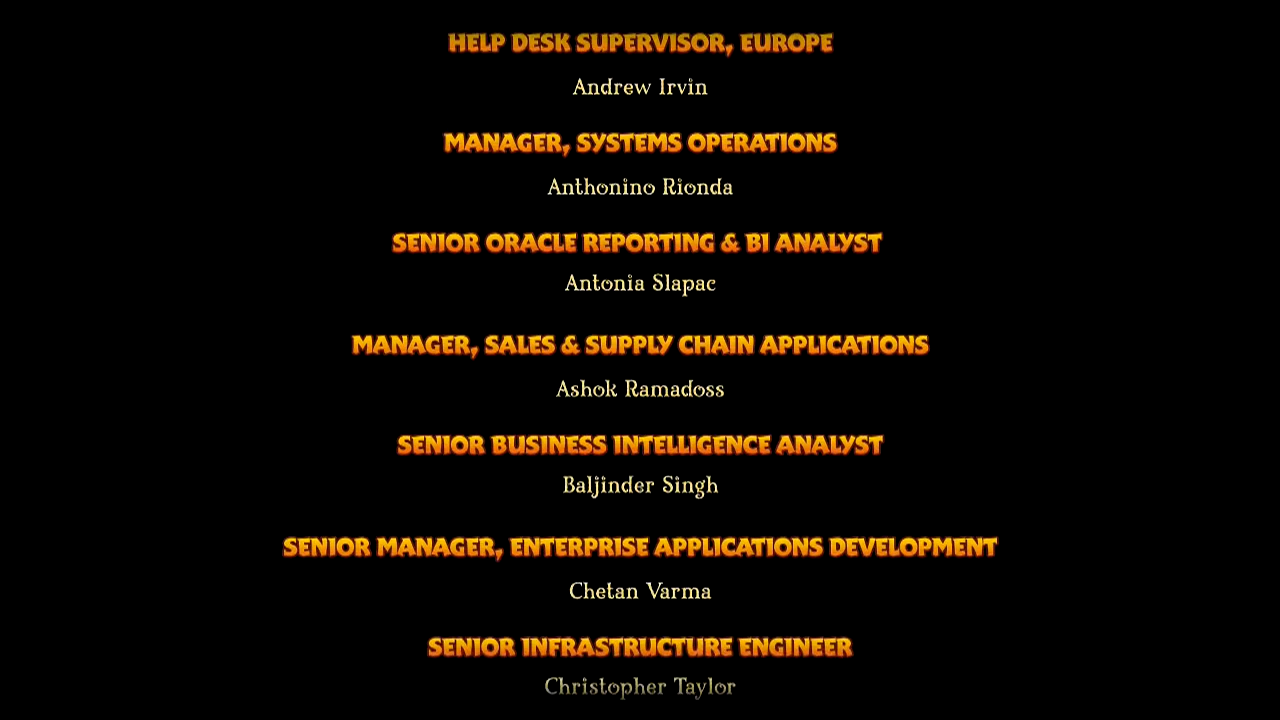 HELP DESK SUPERVISOR, EUROPE
Andrew Irvin
MANAGER, SYSTEMS OPERATIONS
Anthonino Rionda
SENIOR ORACLE REPORTING & BI ANALYST
Antonia Slapac
MANAGER, SALES & SUPPLY CHAIN APPLICATIONS
Ashok Ramadoss
SENIOR BUSINESS INTELLIGENCE ANALYST
Baljinder Singh
SENIOR MANAGER, ENTERPRISE APPLICATIONS DEVELOPMENT
Chetan Varma
SENIOR INFRASTRUCTURE ENGINEER
Christopher Taylor